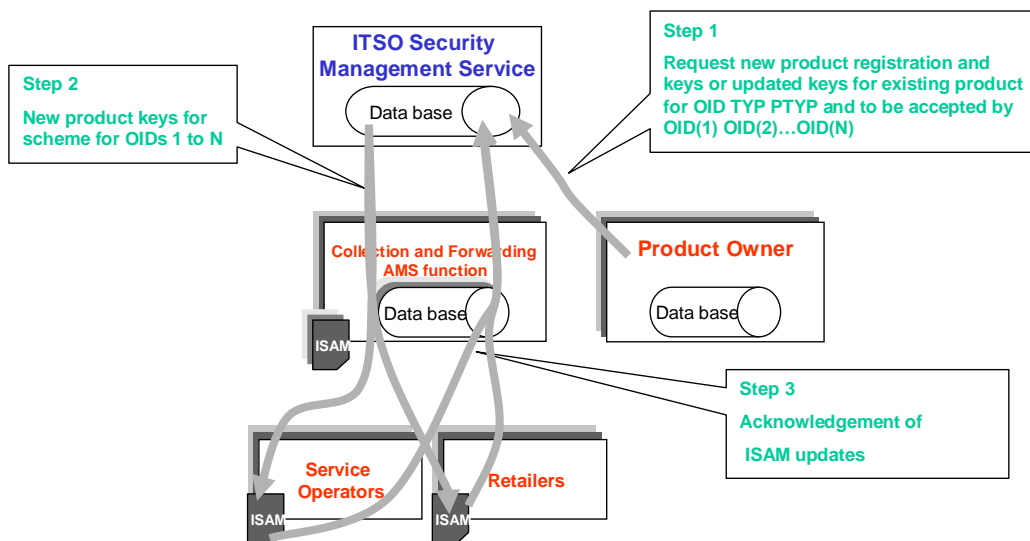 ITSO Security
Management Service
Data base
Step 1
Request new product registration and
keys or updated keys for existing product
for OID TYP PTYP and to be accepted by
OID(1) OID(2)…OID(N)
Step 2
New product keys for
scheme for OIDs 1 to N
Collection and Forwarding
AMS function
Data base
ISAM
Product Owner
Data base
Step 3
Acknowledgement of
ISAM updates
Service
Operators
ISAM
Retailers
ISAM